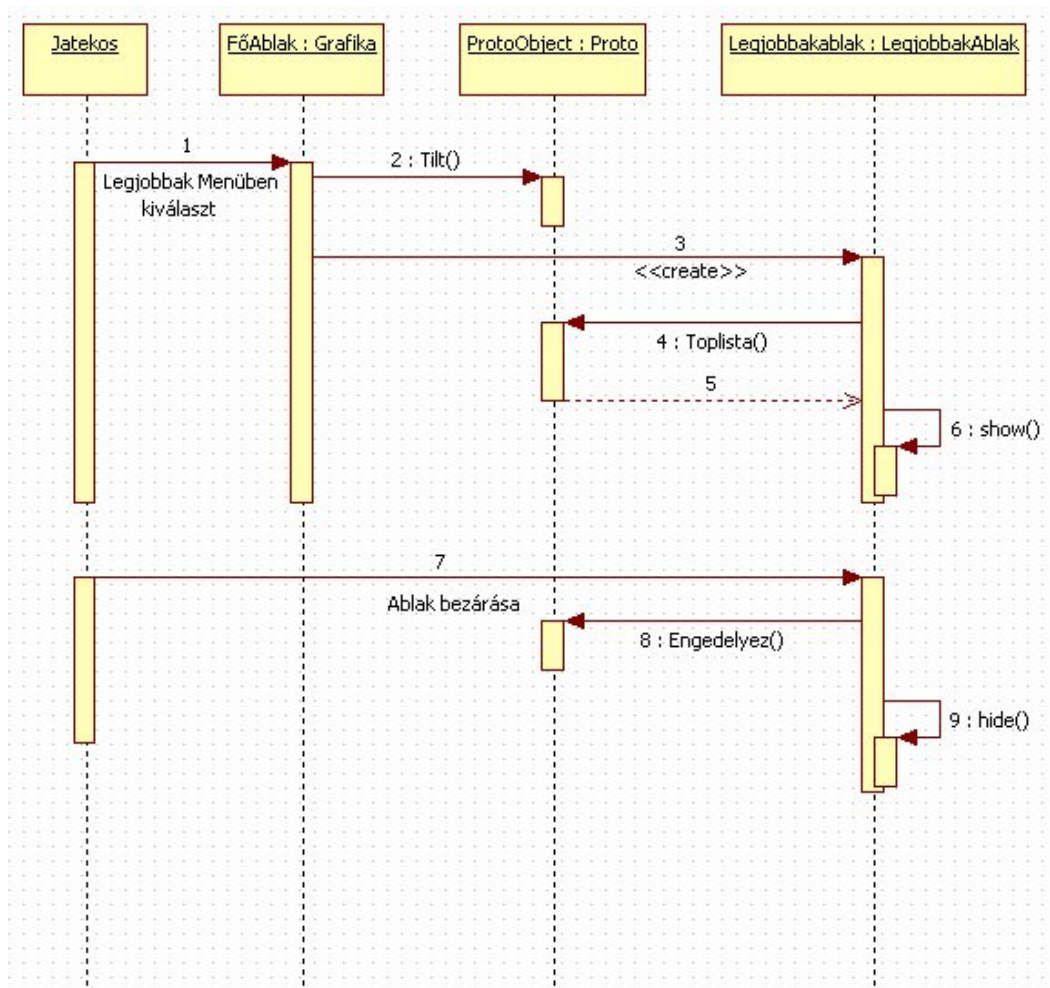 Jatekos
FőAblak : Grafika
ProtoObject : Proto
Legjobbakablak : LegjobbakAblak
1
Legjobbak Menüben
kiválaszt
2 : Tilt()
3
<<create>>
4 : Toplista()
5
6 : show()
7
Ablak bezárása
8 : Engedelyez()
9 : hide()